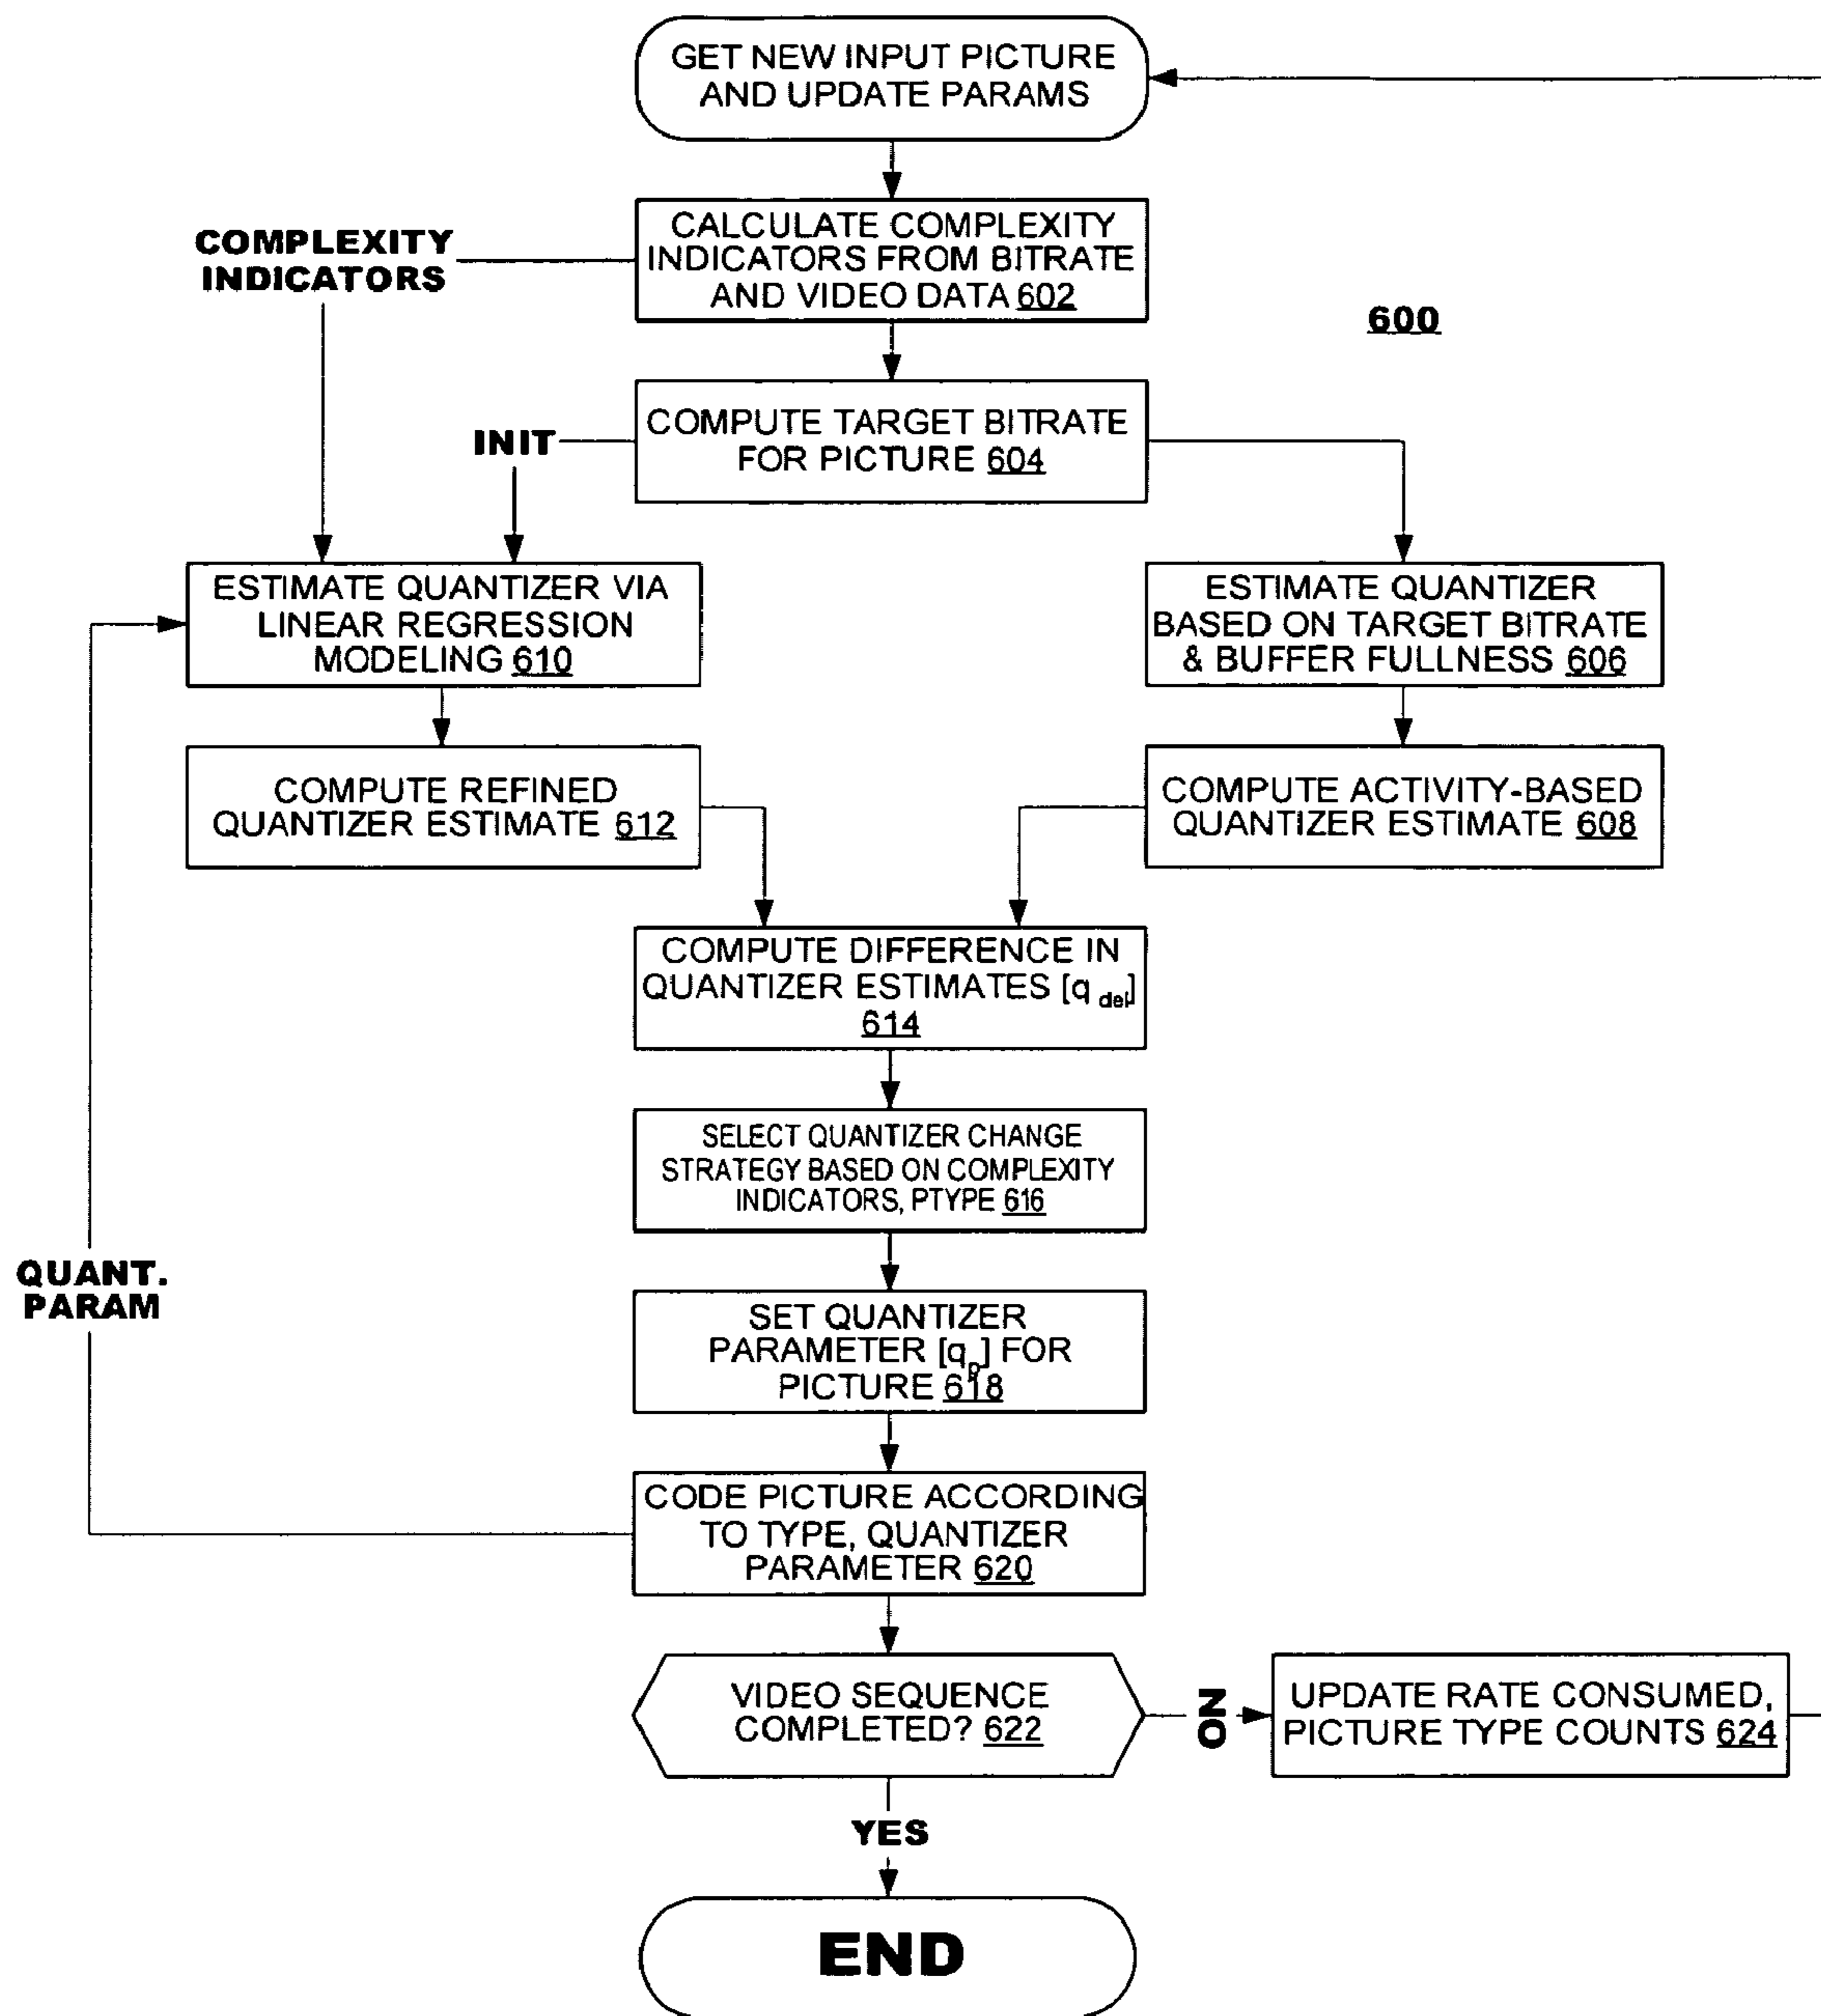 GET NEW INPUT PICTURE
AND UPDATE PARAMS
CALCULATE COMPLEXITY
INDICATORS FROM BITRATE
AND VIDEO DATA 602
COMPLEXITY
INDICATORS
600
COMPUTE TARGET BITRATE
FOR PICTURE 604
INIT
ESTIMATE QUANTIZER VIA
LINEAR REGRESSION
MODELING 610
ESTIMATE QUANTIZER
BASED ON TARGET BITRATE
& BUFFER FULLNESS 606
COMPUTE REFINED
QUANTIZER ESTIMATE 612
COMPUTE ACTIVITY-BASED
QUANTIZER ESTIMATE 608
COMPUTE DIFFERENCE IN
QUANTIZER ESTIMATES [q del]
614
SELECT QUANTIZER CHANGE
STRATEGY BASED ON COMPLEXITY
INDICATORS, PTYPE 616
QUANT.
PARAM
SET QUANTIZER
PARAMETER [qp] FOR
PICTURE 618
CODE PICTURE ACCORDING
TO TYPE, QUANTIZER
PARAMETER 620
VIDEO SEQUENCE
COMPLETED? 622
NO
UPDATE RATE CONSUMED,
PICTURE TYPE COUNTS 624
YES
END